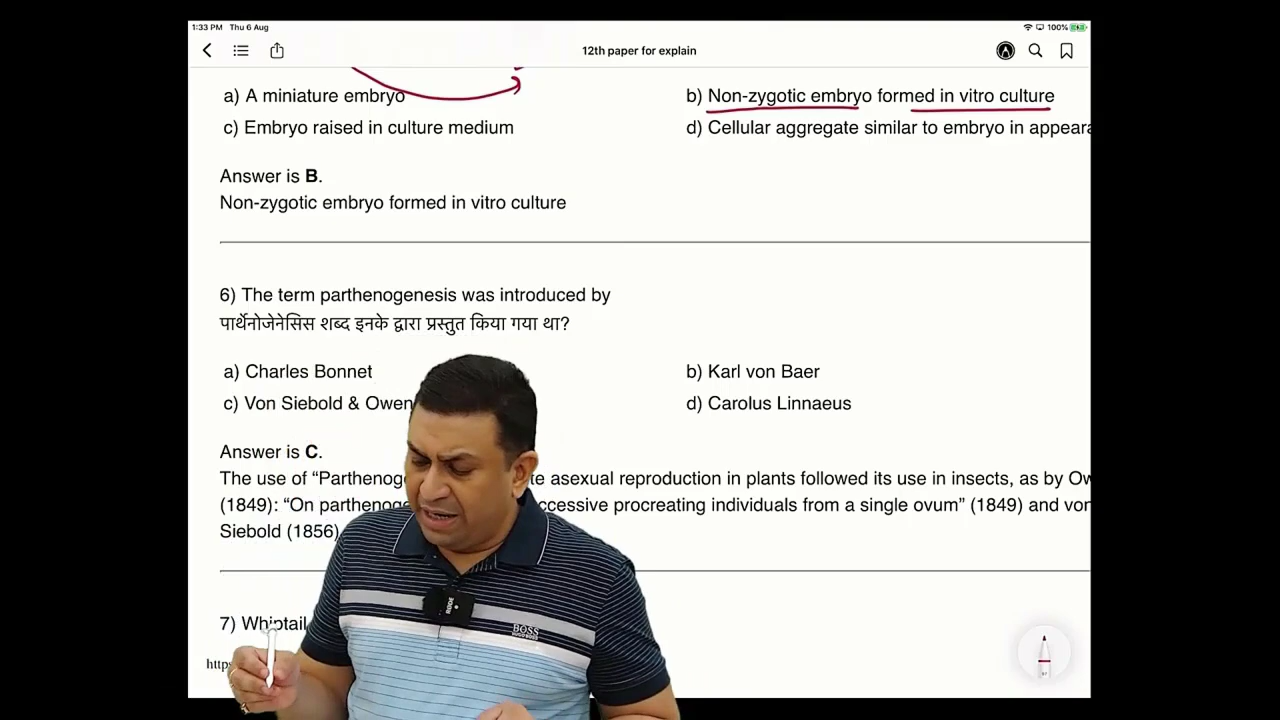 1:33 PM Thu 6 Aug
100%
12th paper for explain
a) A miniature embryo
b) Non-zygotic embryo formed in vitro culture
c) Embryo raised in culture medium
d) Cellular aggregate similar to embryo in appeara
Answer is B.
Non-zygotic embryo formed in vitro culture
6) The term parthenogenesis was introduced by
पार्थेनोजेनेसिस शब्द इनके द्वारा प्रस्तुत किया गया था?
a) Charles Bonnet
b) Karl von Baer
c) Von Siebold & Owen
d) Carolus Linnaeus
Answer is C.
The use of “Parthenog te asexual reproduction in plants followed its use in insects, as by Ow
(1849): “On parthenog ccessive procreating individuals from a single ovum” (1849) and vor
Siebold (1856)
7) Whiptail
http
RODE
BOSS
HUGO BOSS